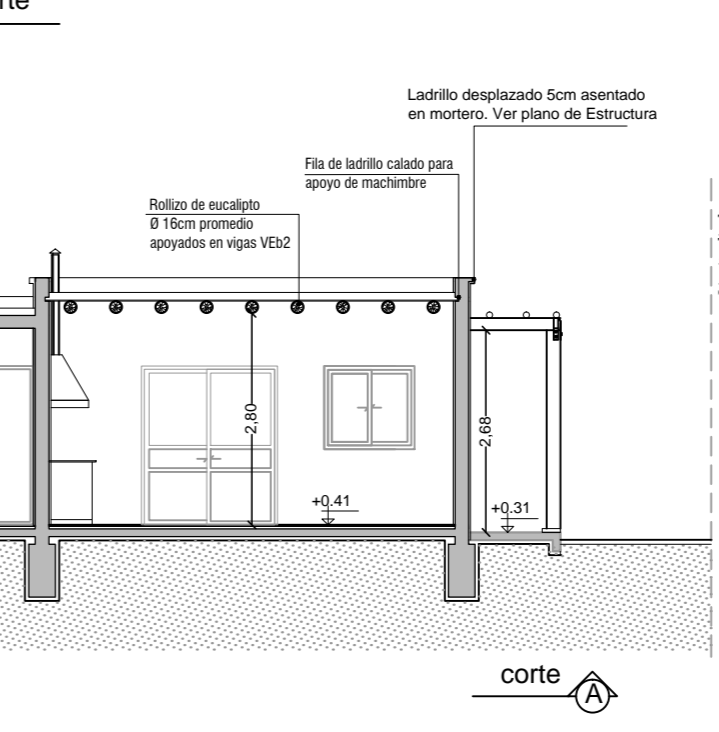 Ladrillo desplazado 5cm asentado
en mortero. Ver plano de Estructura
Fila de ladrillo calado para
apoyo de machimbre
Rollizo de eucalipto
Ø 16cm promedio
apoyados en vigas VEb2
2,80
2,68
+0.41
+0.31
corte A